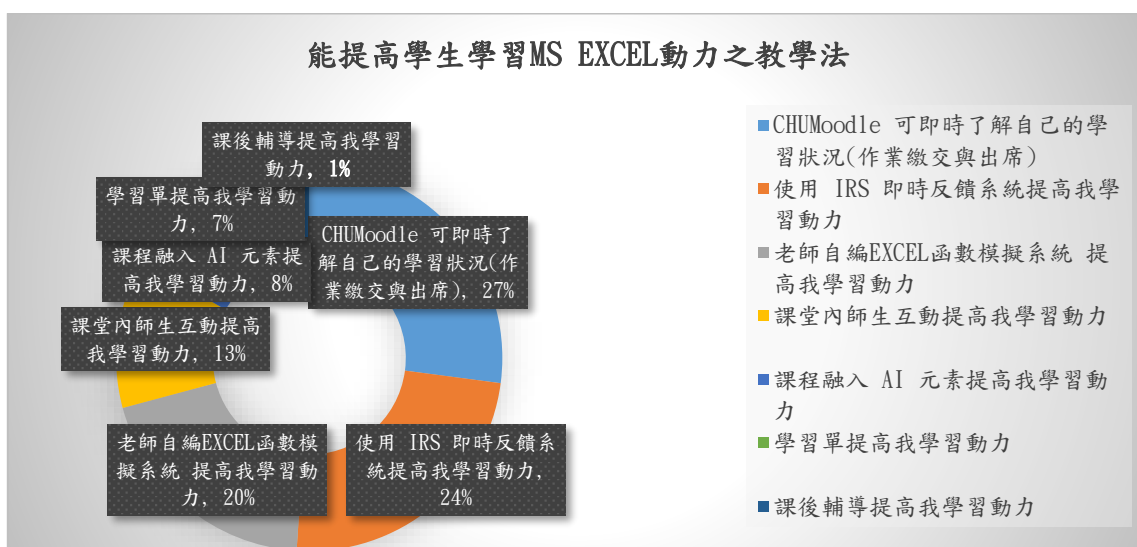 能提高學生學習MS EXCEL動力之教學法
課後輔導提高我學習
動力, 1%
學習單提高我學習動
力, 7%
課程融入 AI 元素提
高我學習動力, 8%
課堂內師生互動提高
我學習動力, 13%
老師自編EXCEL函數模
擬系統 提高我學習動
力, 20%
CHUMoodle 可即時了
解自己的學習狀況(作
業繳交與出席), 27%
使用 IRS 即時反饋系
統提高我學習動力,
24%
CHUMoodle 可即時了解自己的學
習狀況(作業繳交與出席)
使用 IRS 即時反饋系統提高我學
習動力
老師自編EXCEL函數模擬系統 提
高我學習動力
課堂內師生互動提高我學習動力
課程融入 AI 元素提高我學習動
力
學習單提高我學習動力
課後輔導提高我學習動力